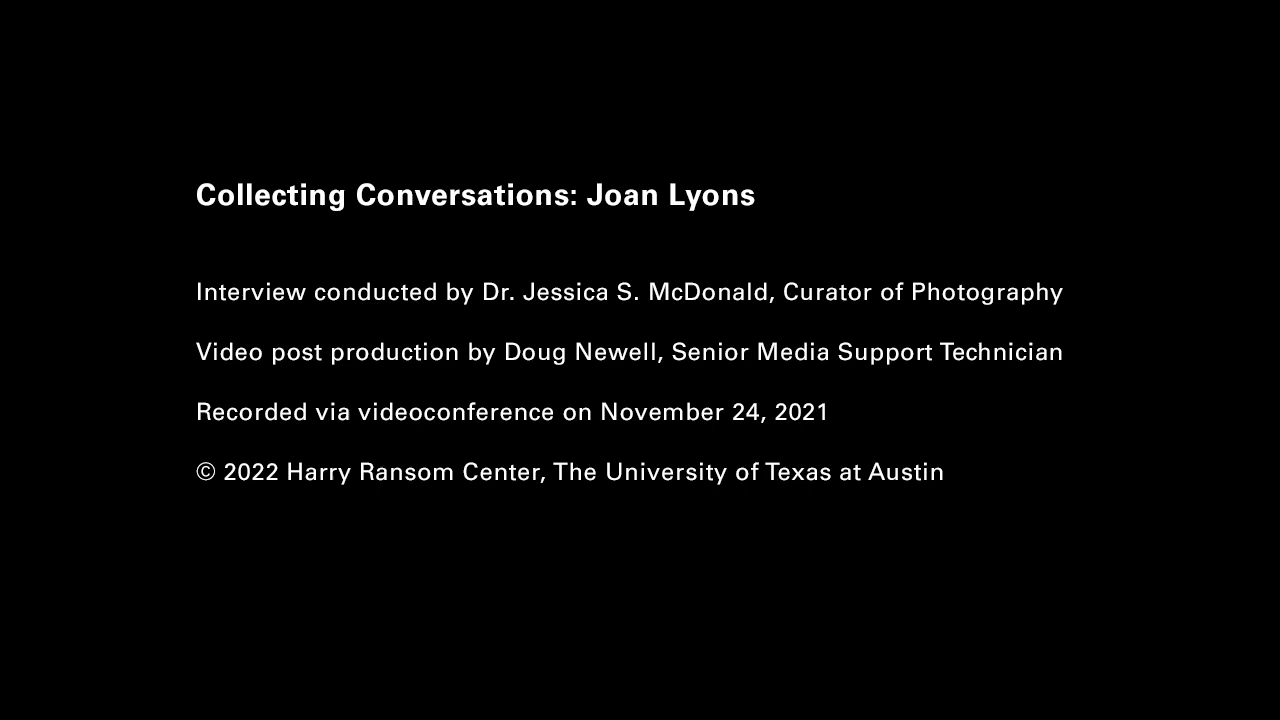 Collecting Conversations: Joan Lyons
Interview conducted by Dr. Jessica S. McDonald, Curator of Photography
Video post production by Doug Newell, Senior Media Support Technician
Recorded via videoconference on November 24, 2021
© 2022 Harry Ransom Center, The University of Texas at Austin